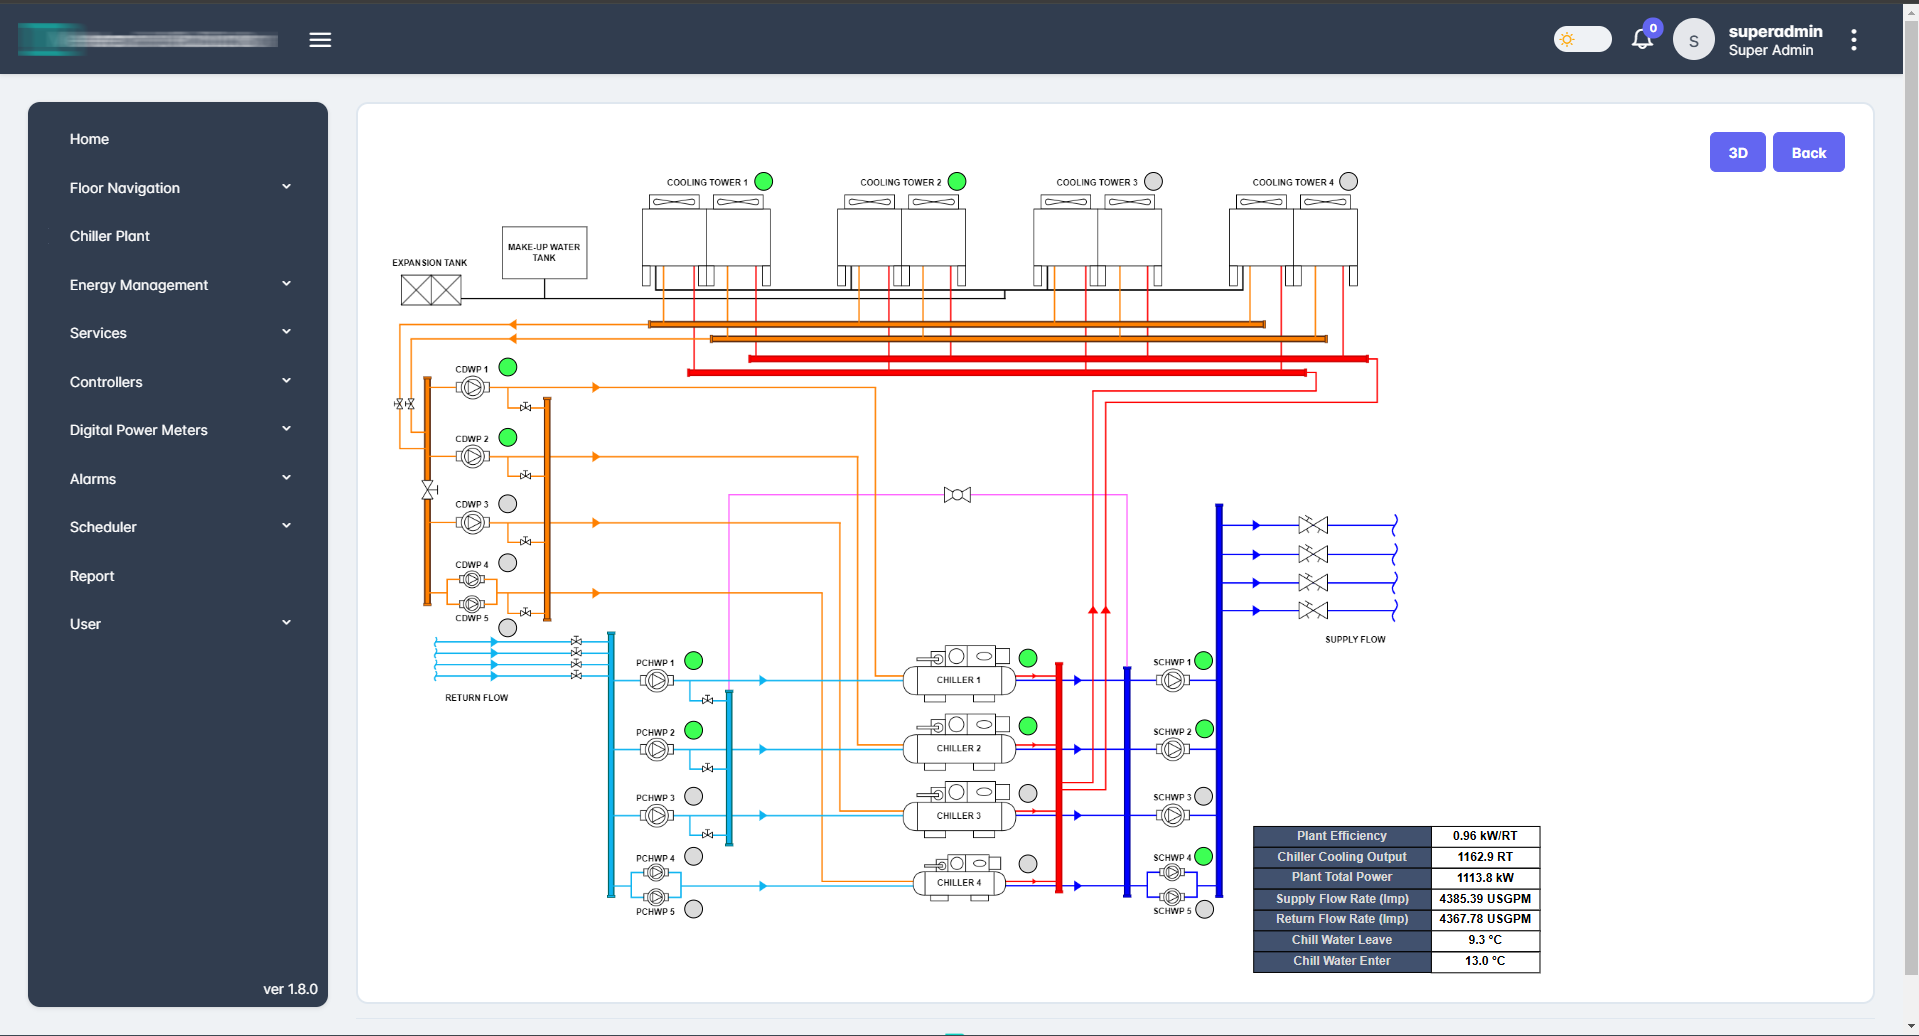 0
S
superadmin
Super Admin
Home
Floor Navigation
Chiller Plant
Energy Management
Services
Controllers
Digital Power Meters
Alarms
Scheduler
Report
User
ver 1.8.0
3D
Back
COOLING TOWER 1
COOLING TOWER 2
COOLING TOWER 3
COOLING TOWER 4
MAKE-UP WATER
TANK
EXPANSION TANK
CDWP 1
CDWP 2
CDWP 3
CDWP 4
CDWP 5
RETURN FLOW
PCHWP 1
PCHWP 2
PCHWP 3
PCHWP 4
PCHWP 5
CHILLER 1
CHILLER 2
CHILLER 3
CHILLER 4
SCHWP 1
SCHWP 2
SCHWP 3
SCHWP 4
SCHWP 5
SUPPLY FLOW
Plant Efficiency 0.96 kW/RT
Chiller Cooling Output 1162.9 RT
Plant Total Power 1113.8 kW
Supply Flow Rate (Imp) 4385.39 USGPM
Return Flow Rate (Imp) 4367.78 USGPM
Chill Water Leave 9.3 °C
Chill Water Enter 13.0 °C